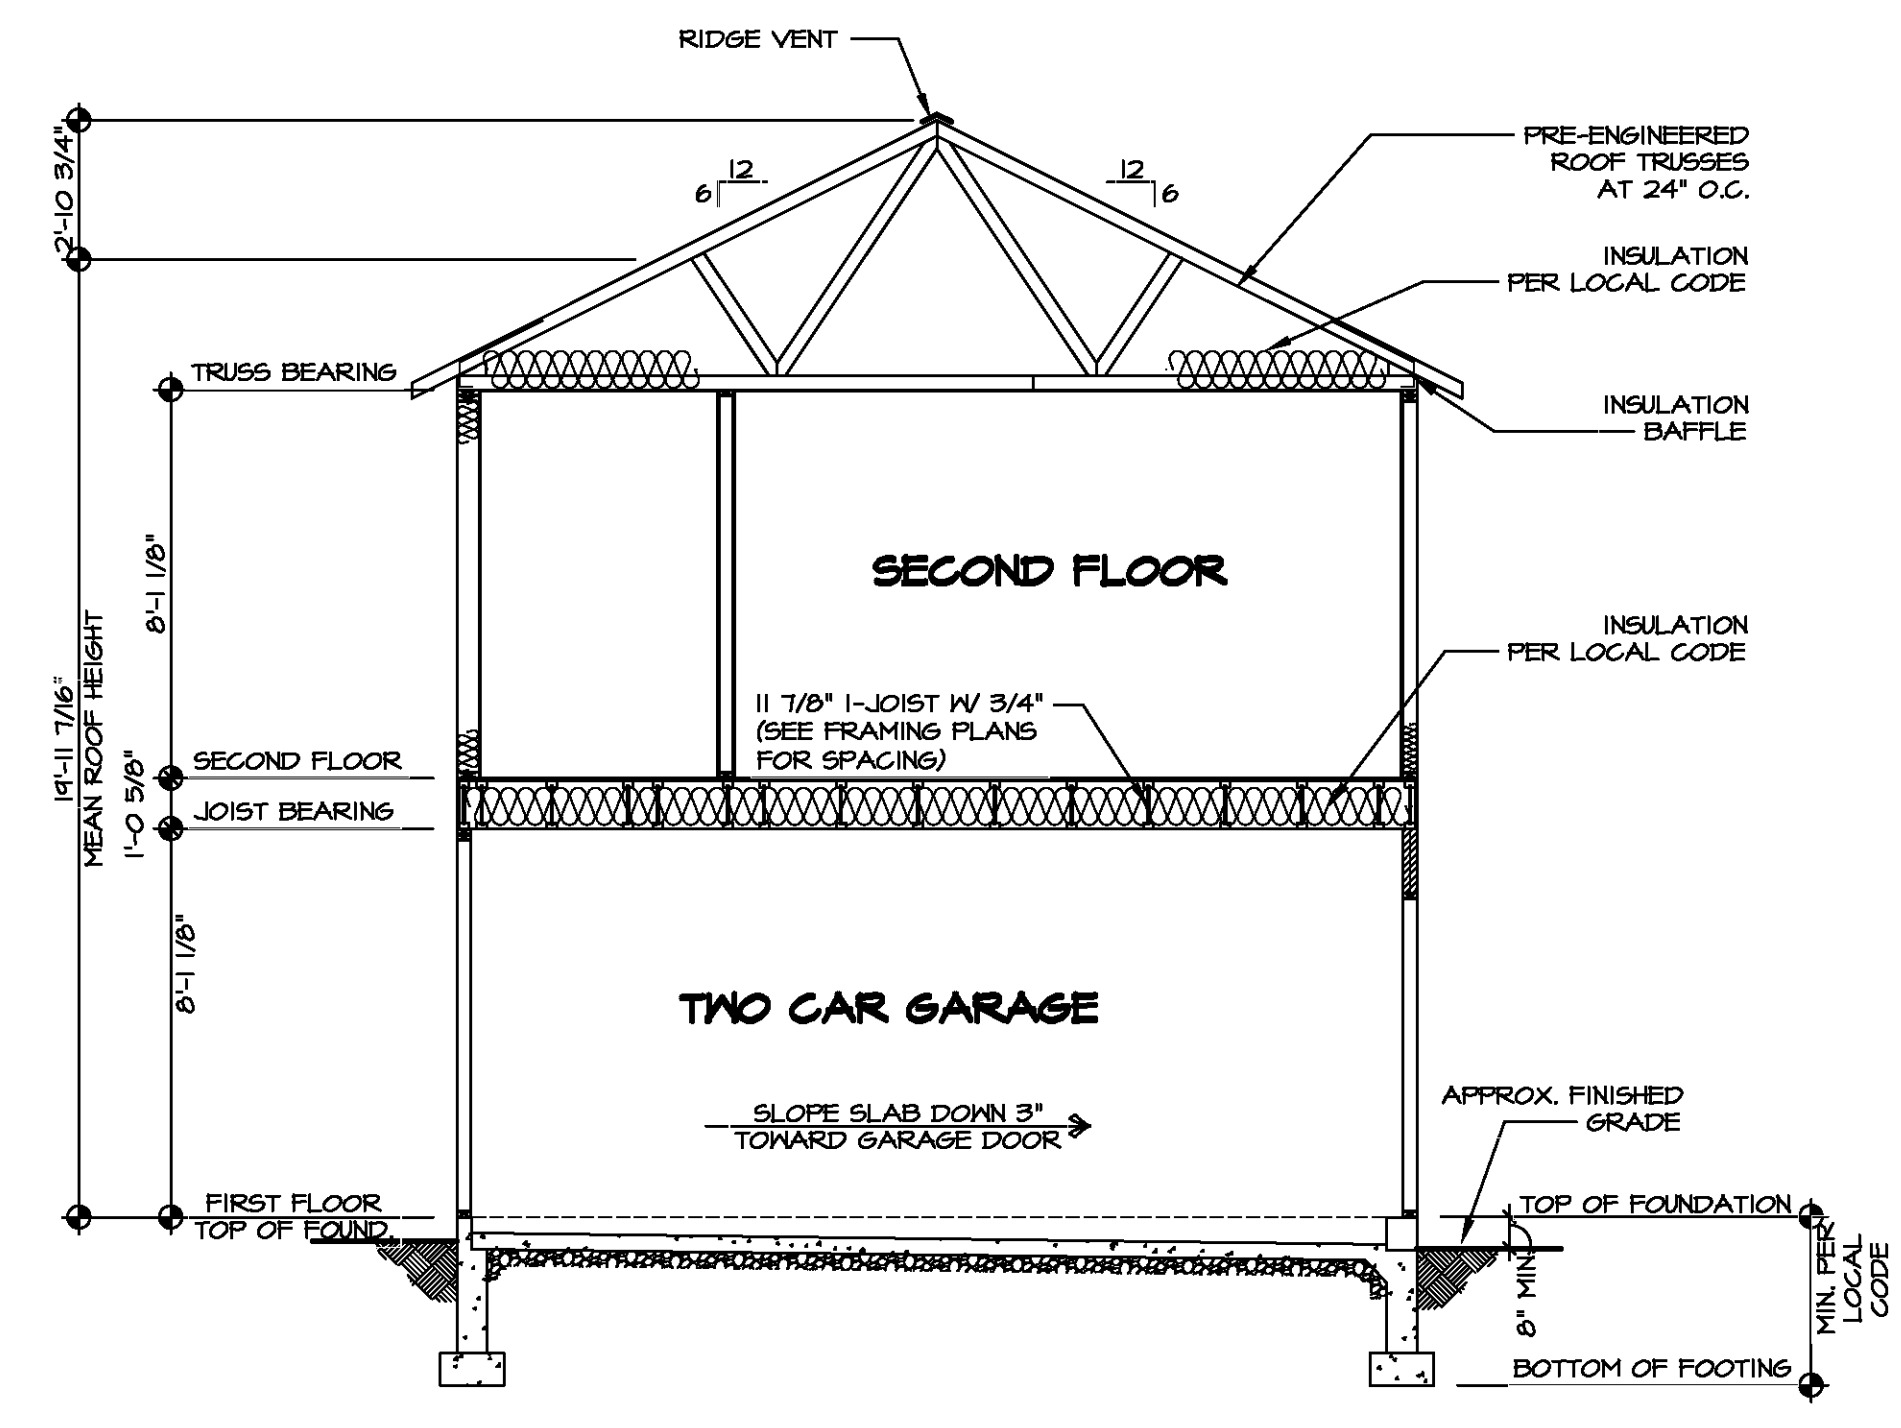 RIDGE VENT
2'-10 3/4"
12
6
12
6
PRE-ENGINEERED
ROOF TRUSSES
AT 24" O.C.
INSULATION
PER LOCAL CODE
TRUSS BEARING
INSULATION
BAFFLE
8'-1 1/8"
SECOND FLOOR
INSULATION
PER LOCAL CODE
19'-11 7/16"
MEAN ROOF HEIGHT
11 7/8" I-JOIST W/ 3/4"
(SEE FRAMING PLANS
FOR SPACING)
SECOND FLOOR
1'-0 5/8"
JOIST BEARING
8'-1 1/8"
TWO CAR GARAGE
SLOPE SLAB DOWN 3"
TOWARD GARAGE DOOR
APPROX. FINISHED
GRADE
FIRST FLOOR
TOP OF FOUND.
TOP OF FOUNDATION
8" MIN.
MIN. PER
LOCAL
CODE
BOTTOM OF FOOTING